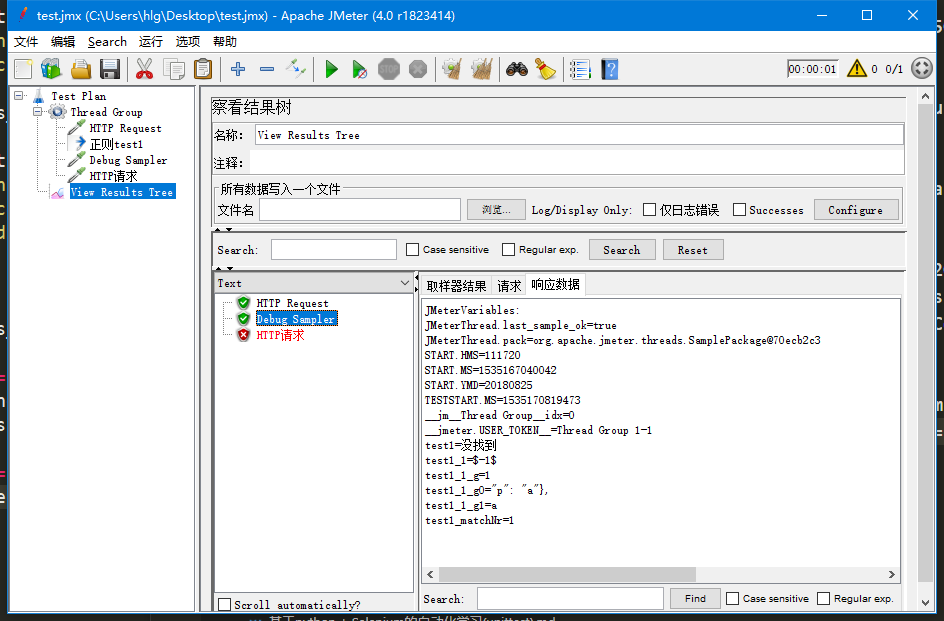 test.jmx (C:\Users\hlg\Desktop\test.jmx) - Apache JMeter (4.0 r1823414)
文件 编辑 Search 运行 选项 帮助
STOP 00:00:01 0 0/1
Test Plan
Thread Group
HTTP Request
正则test1
Debug Sampler
HTTP请求
View Results Tree
察看结果树
名称: View Results Tree
注释:
所有数据写入一个文件
文件名 浏览... Log/Display Only: 仅日志错误 Successes Configure
Search: Case sensitive Regular exp. Search Reset
Text
HTTP Request
Debug Sampler
HTTP请求
Scroll automatically?
取样器结果 请求 响应数据
JMeterVariables:
JMeterThread.last_sample_ok=true
JMeterThread.pack=org.apache.jmeter.threads.SamplePackage@70ecb2c3
START.HMS=111720
START.MS=1535167040042
START.YMD=20180825
TESTSTART.MS=1535170819473
__jm__Thread Group__idx=0
__jmeter.USER_TOKEN__=Thread Group 1-1
test1=没找到
test1_1=$-1$
test1_1_g=1
test1_1_g0="p": "a"},
test1_1_g1=a
test1_matchNr=1
Search: Find Case sensitive Regular exp.